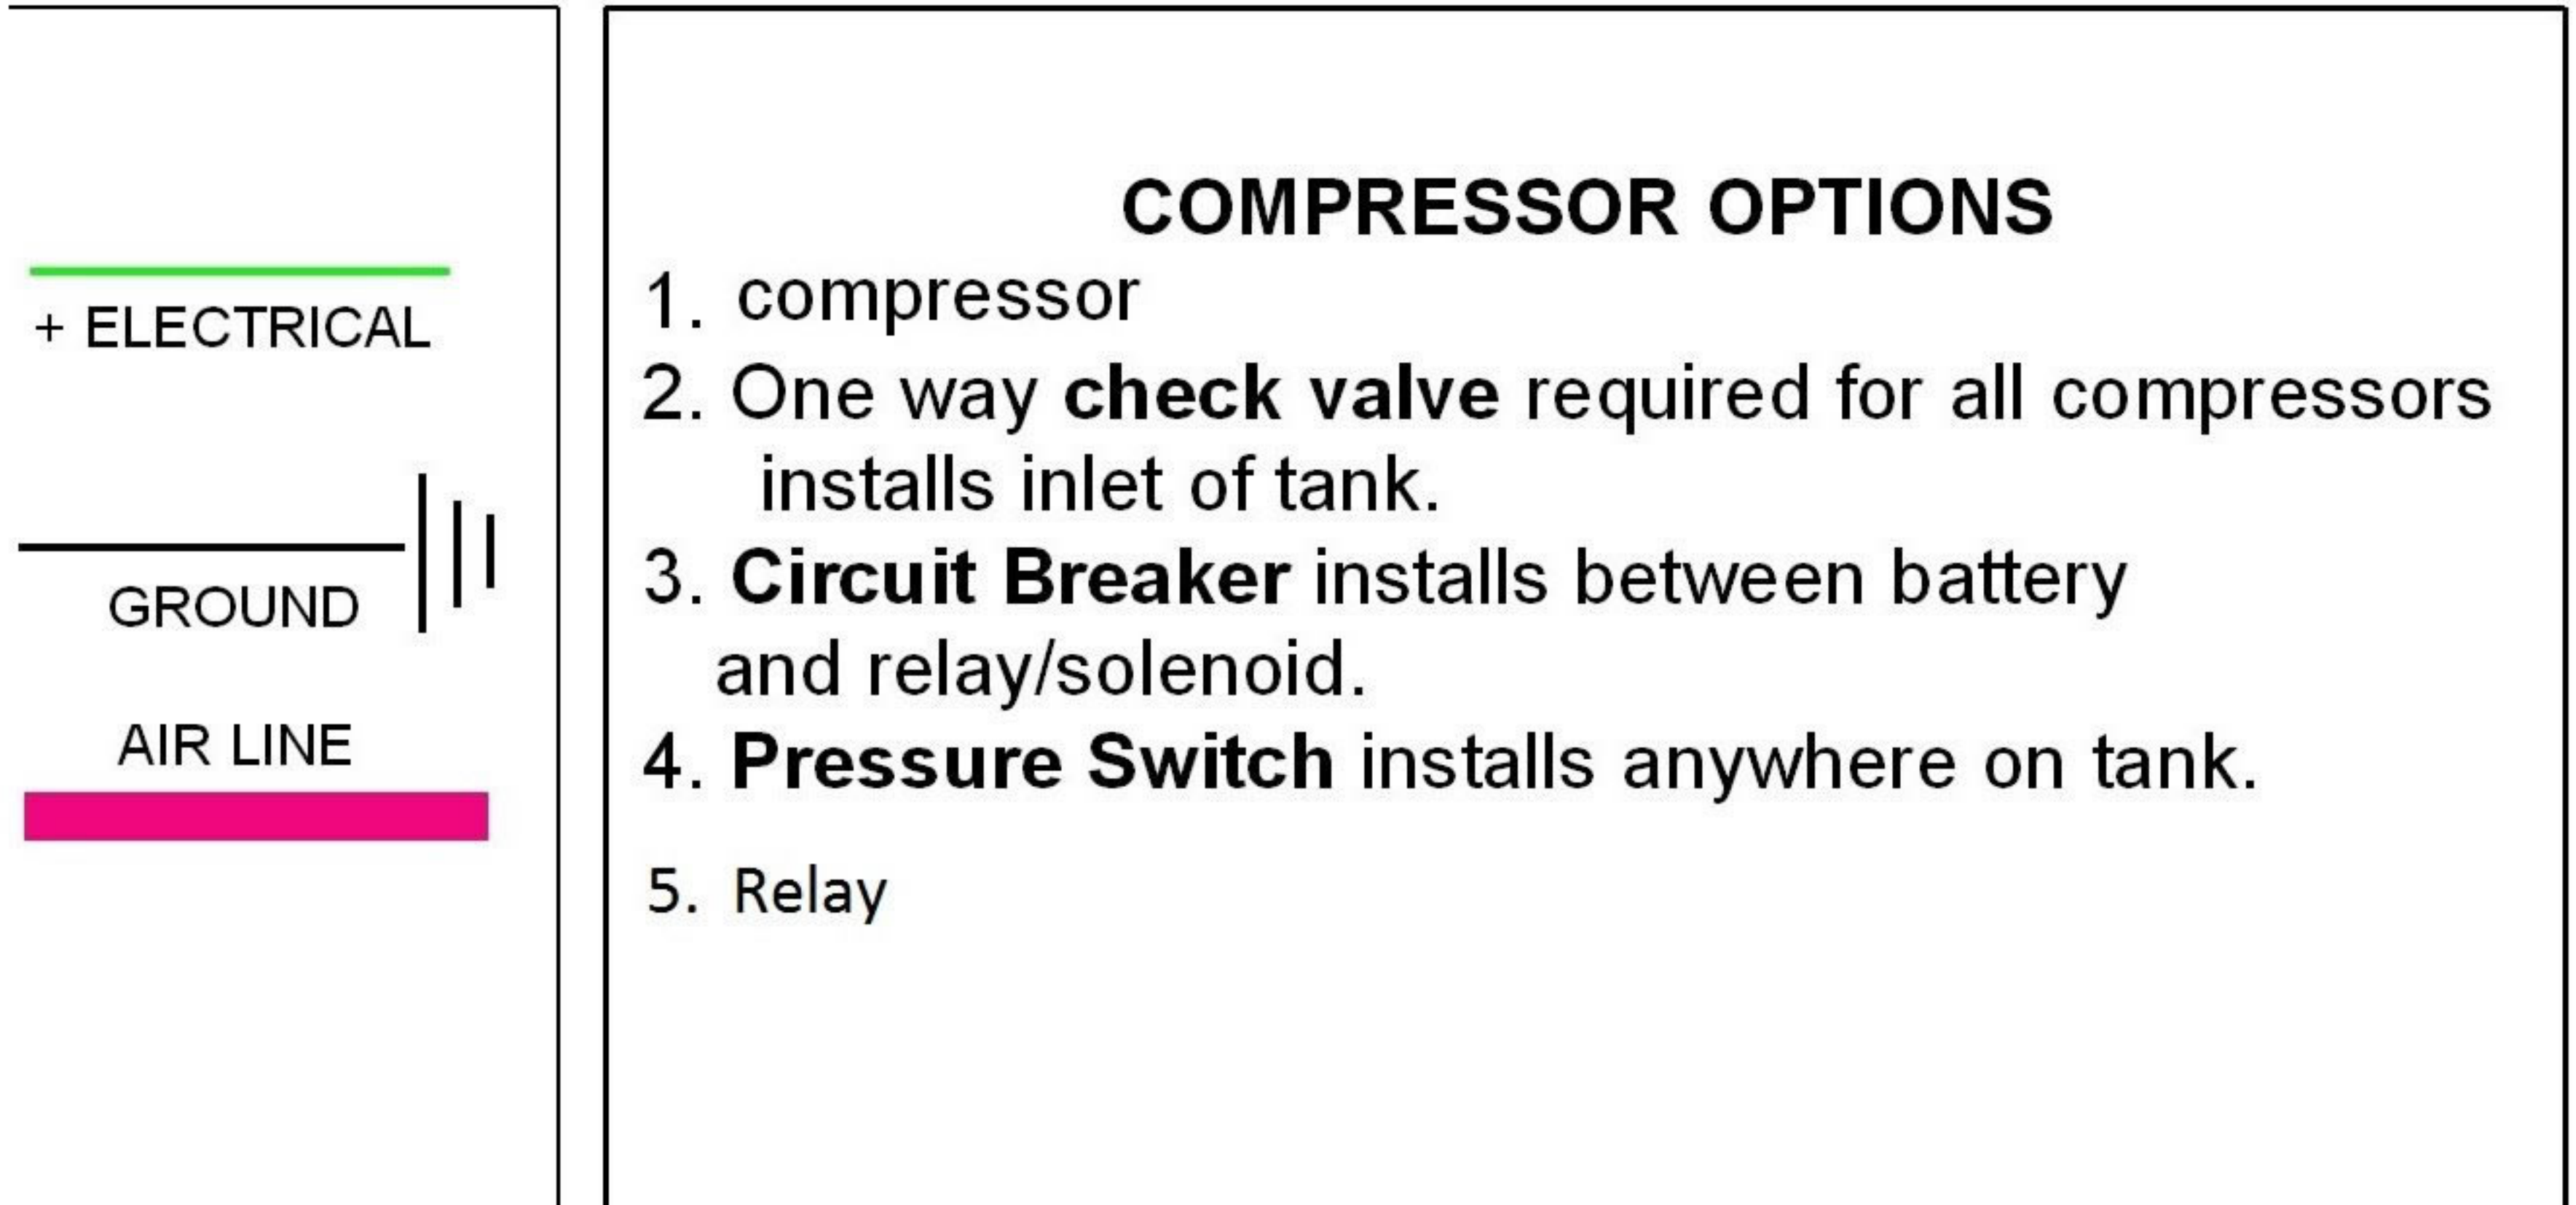 + ELECTRICAL
GROUND
AIR LINE
COMPRESSOR OPTIONS
1. compressor
2. One way check valve required for all compressors
installs inlet of tank.
3. Circuit Breaker installs between battery
and relay/solenoid.
4. Pressure Switch installs anywhere on tank.
5. Relay